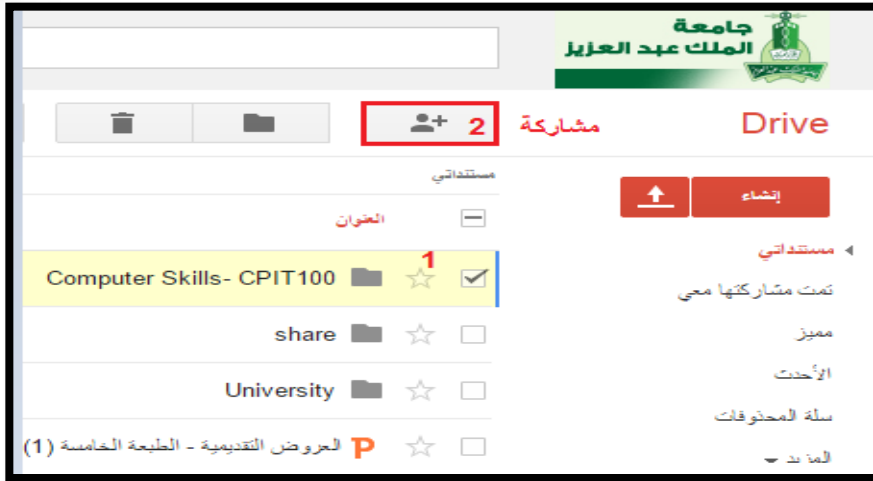 جامعة
الملك عبد العزيز
Drive
مشاركة
2
إنشاء
مستنداتي
تمت مشاركتها معي
مميز
الأحدث
سلة المحذوفات
المزيد
مستنداتي
العنوان
1
Computer Skills- CPIT100
share
University
العروض التقديمية - الطبعة الخامسة (1)